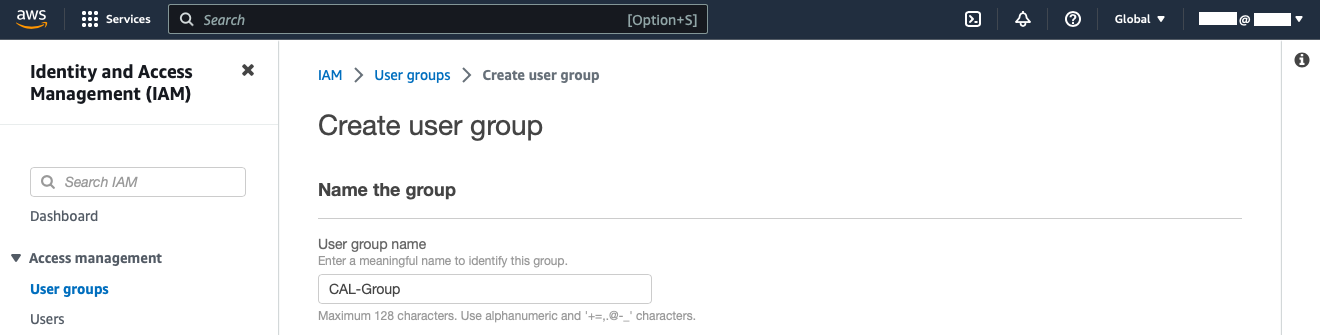 aws
Services
Search
[Option+S]
Global
@
Identity and Access
Management (IAM)
Search IAM
Dashboard
Access management
User groups
Users
IAM > User groups > Create user group
Create user group
Name the group
User group name
Enter a meaningful name to identify this group.
CAL-Group
Maximum 128 characters. Use alphanumeric and '+=,.@-_' characters.